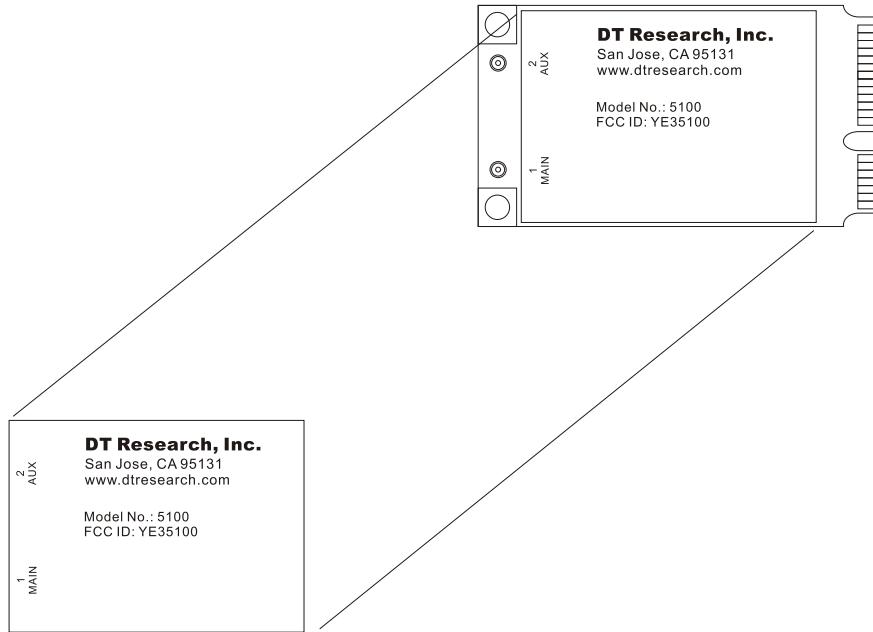 DT Research, Inc.
San Jose, CA 95131
www.dtresearch.com
Model No.: 5100
FCC ID: YE35100
2
AUX
1
MAIN
DT Research, Inc.
San Jose, CA 95131
www.dtresearch.com
Model No.: 5100
FCC ID: YE35100
2
AUX
1
MAIN